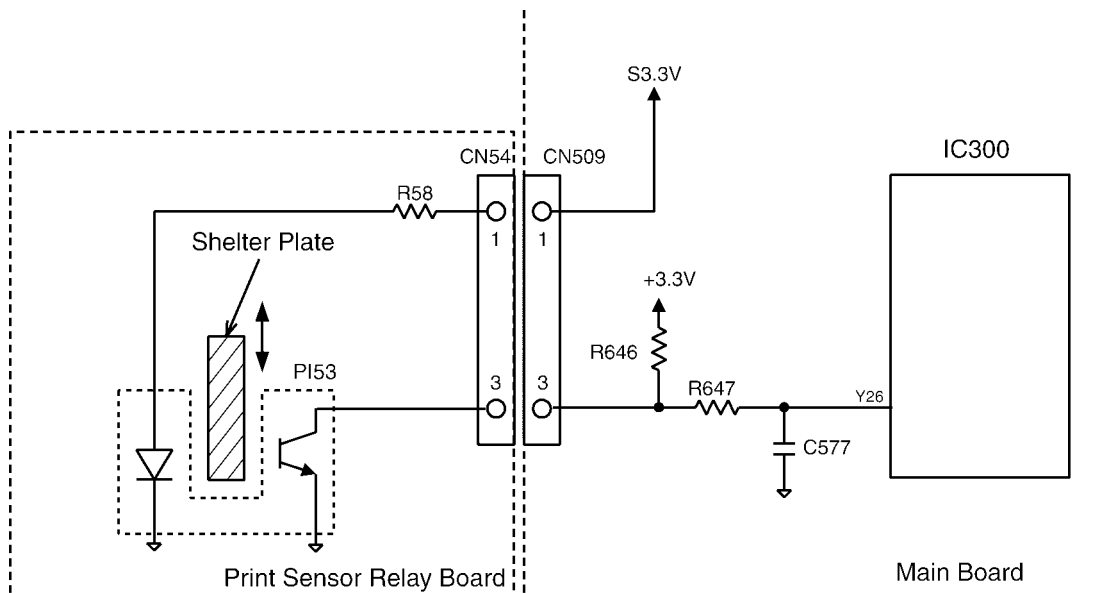 S3.3V
IC300
CN54
CN509
R58
1
1
Shelter Plate
+3.3V
R646
PI53
3
3
R647
Y26
C577
Print Sensor Relay Board
Main Board